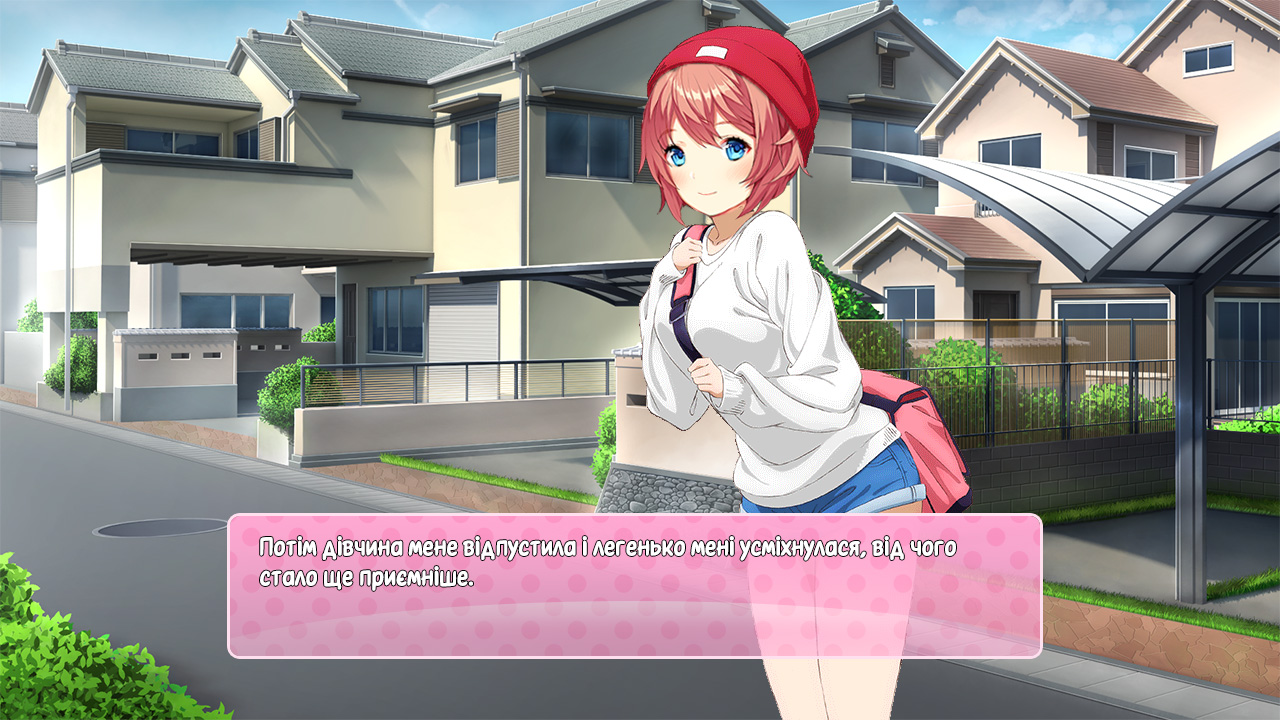 Потім дівчина мене відпустила і легенько мені усміхнулася, від чого
стало ще приємніше.